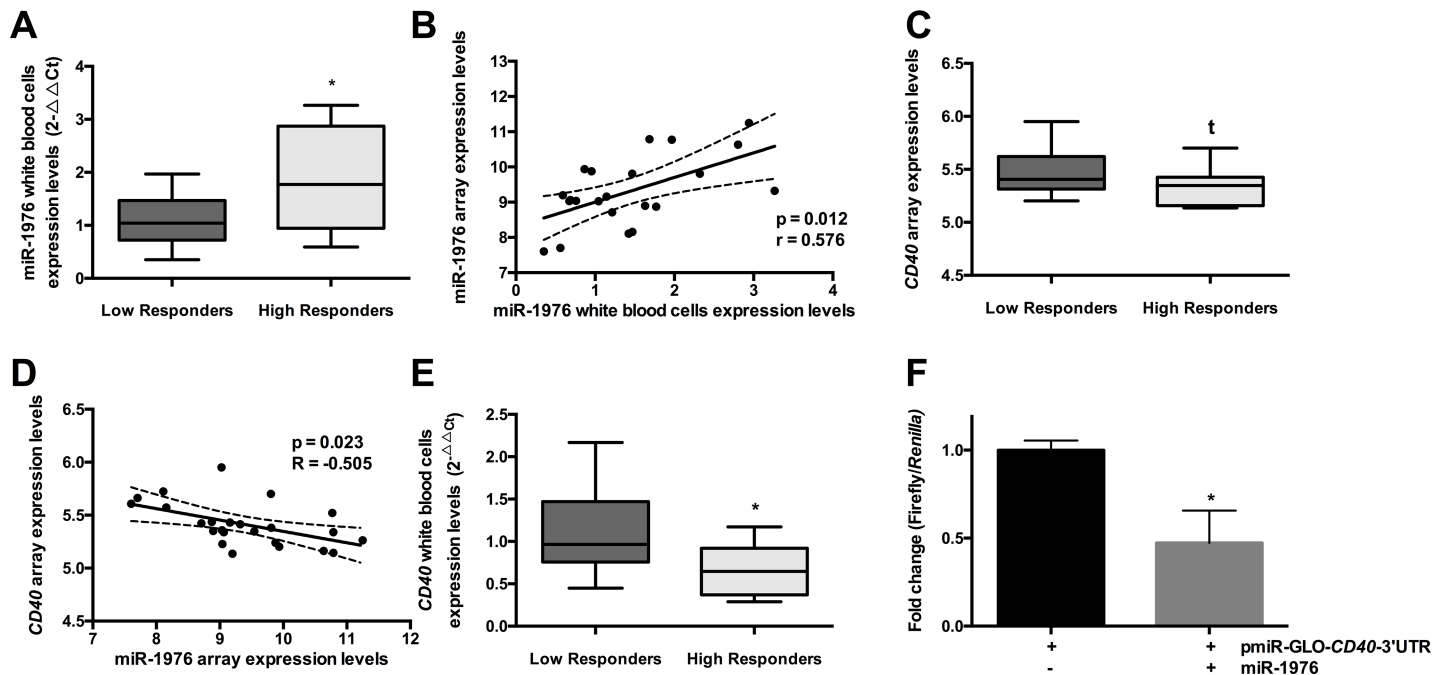 A
miR-1976 white blood cells
expression levels (2-△△Ct)
4
3
2
1
0
*
Low Responders
High Responders
B
miR-1976 array expression levels
13
12
11
10
9
8
7
0
1
2
3
4
p = 0.012
r = 0.576
miR-1976 white blood cells expression levels
C
CD40 array expression levels
6.5
6.0
5.5
5.0
4.5
t
Low Responders
High Responders
D
CD40 array expression levels
6.5
6.0
5.5
5.0
4.5
7
8
9
10
11
12
p = 0.023
R = -0.505
miR-1976 array expression levels
E
CD40 white blood cells
expression levels (2-△△Ct)
2.5
2.0
1.5
1.0
0.5
0.0
*
Low Responders
High Responders
F
Fold change (Firefly/Renilla)
1.0
0.5
0.0
*
+ + pmiR-GLO-CD40-3'UTR
- + miR-1976